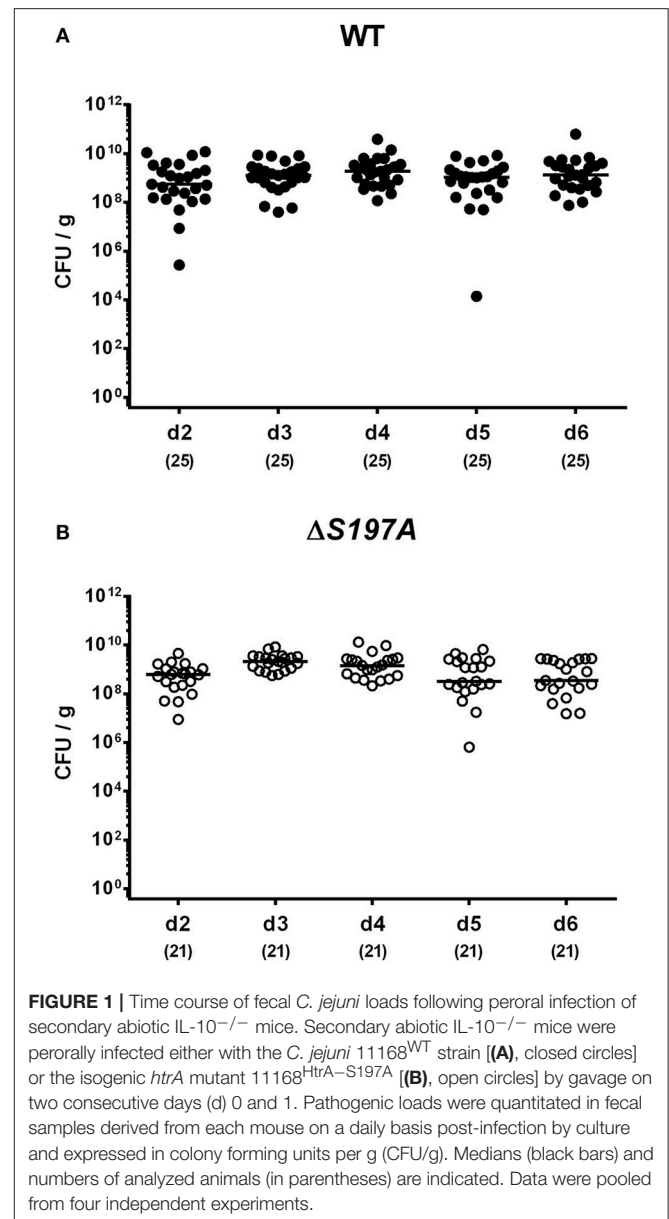 A
WT
10¹²
10¹⁰
10⁸
10⁶
10⁴
10²
10⁰
CFU / g
d2 d3 d4 d5 d6
(25) (25) (25) (25) (25)
B
ΔS197A
10¹²
10¹⁰
10⁸
10⁶
10⁴
10²
10⁰
CFU / g
d2 d3 d4 d5 d6
(21) (21) (21) (21) (21)
FIGURE 1 | Time course of fecal C. jejuni loads following peroral infection of
secondary abiotic IL-10⁻/⁻ mice. Secondary abiotic IL-10⁻/⁻ mice were
perorally infected either with the C. jejuni 11168ᵂᵀ strain [(A), closed circles]
or the isogenic htrA mutant 11168^HtrA−S197A [(B), open circles] by gavage on
two consecutive days (d) 0 and 1. Pathogenic loads were quantitated in fecal
samples derived from each mouse on a daily basis post-infection by culture
and expressed in colony forming units per g (CFU/g). Medians (black bars) and
numbers of analyzed animals (in parentheses) are indicated. Data were pooled
from four independent experiments.